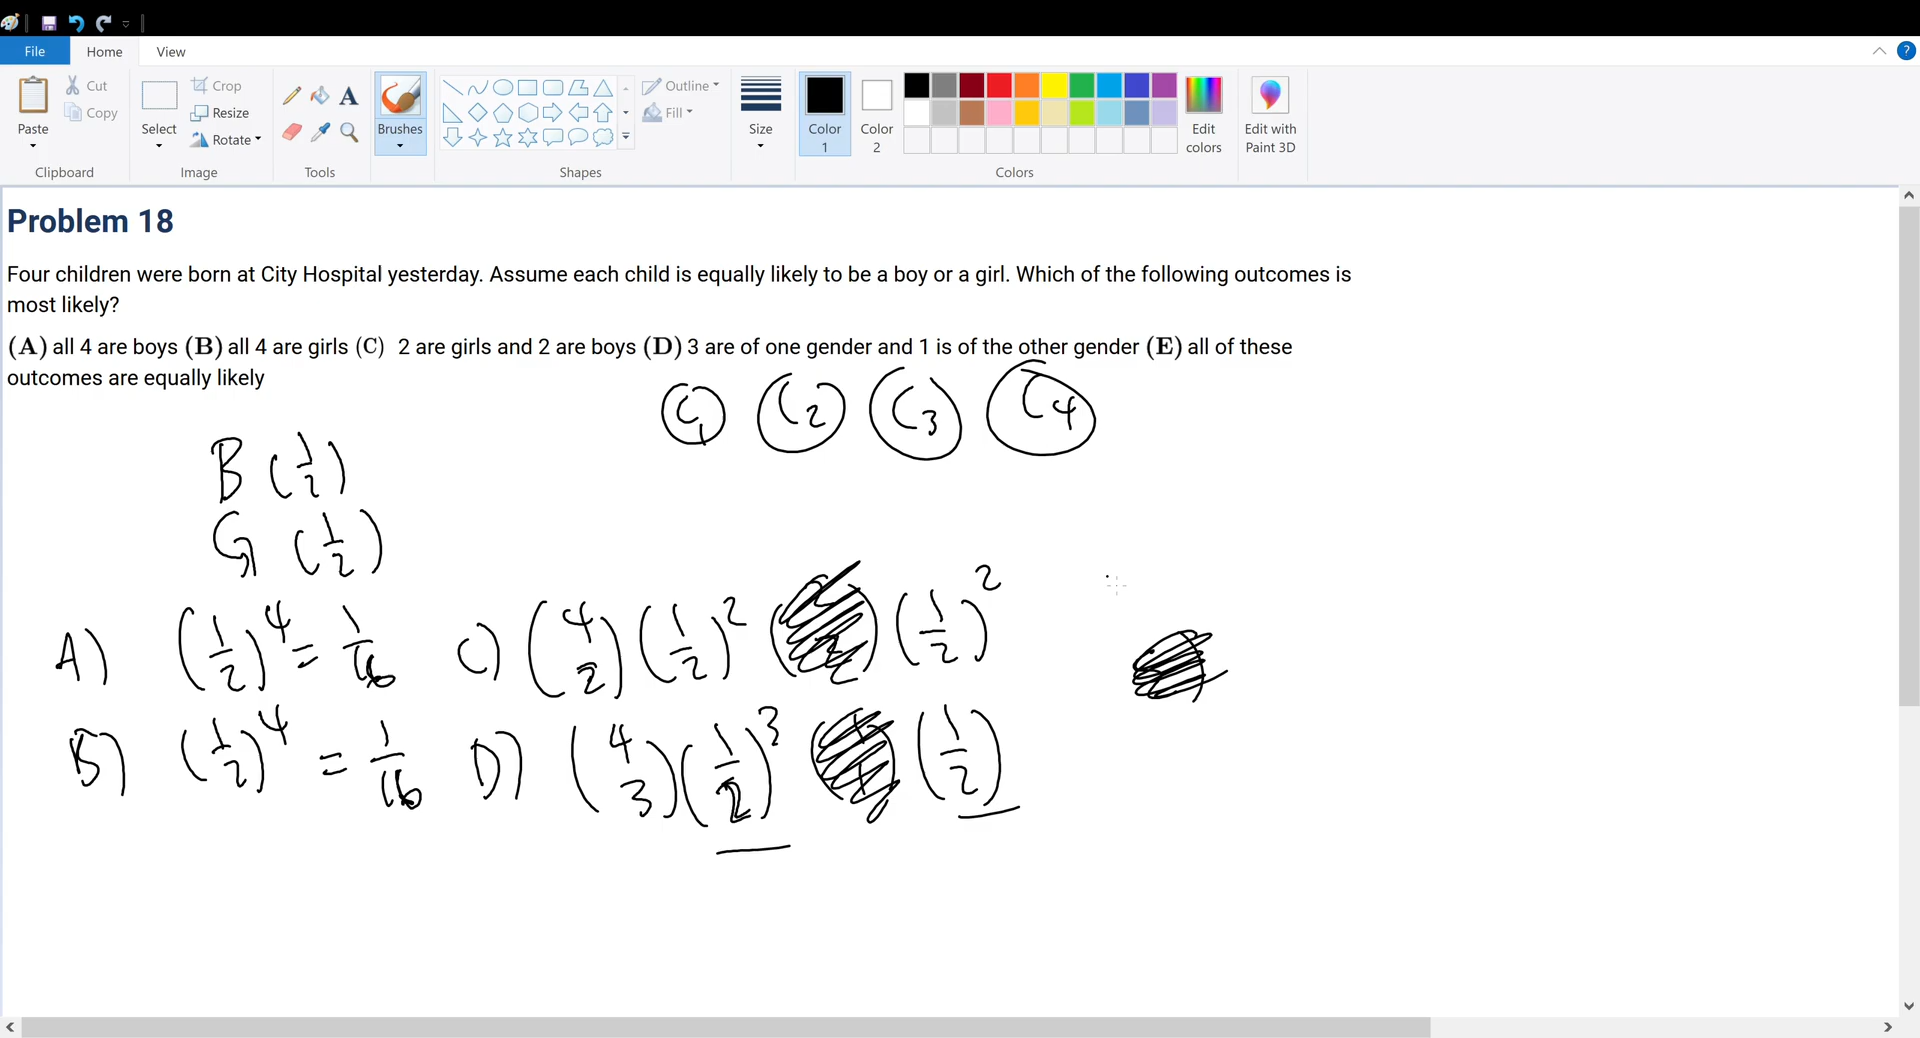 File Home View
Paste Cut Copy Clipboard
Select Crop Resize Rotate Image
A Tools
Brushes
Outline Fill Shapes
Size
Color 1 Color 2 Edit colors Edit with Paint 3D Colors
?
Problem 18
Four children were born at City Hospital yesterday. Assume each child is equally likely to be a boy or a girl. Which of the following outcomes is
most likely?
(A) all 4 are boys (B) all 4 are girls (C) 2 are girls and 2 are boys (D) 3 are of one gender and 1 is of the other gender (E) all of these
outcomes are equally likely
C1 C2 C3 C4
B (1/2)
G (1/2)
A) (1/2)^4 = 1/16 C) (4 2) (1/2)^2 (1/2)^2
B) (1/2)^4 = 1/16 D) (4 3) (1/2)^3 (1/2)